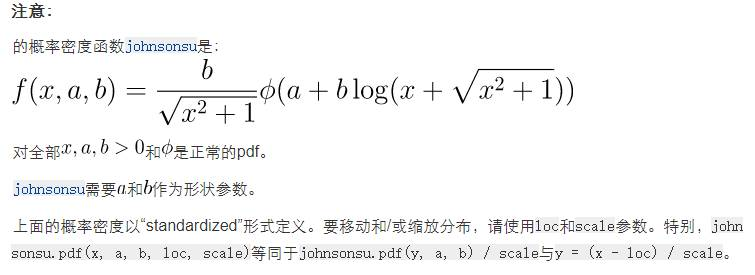 注意：
的概率密度函数johnsonsu是：
f(x, a, b) = \frac{b}{\sqrt{x^2 + 1}} \phi(a + b \log(x + \sqrt{x^2 + 1}))
对全部x, a, b > 0和ϕ是正常的pdf。
johnsonsu需要a和b作为形状参数。
上面的概率密度以“standardized”形式定义。要移动和/或缩放分布，请使用loc和scale参数。特别，john
sonsu.pdf(x, a, b, loc, scale)等同于johnsonsu.pdf(y, a, b) / scale与y = (x - loc) / scale。